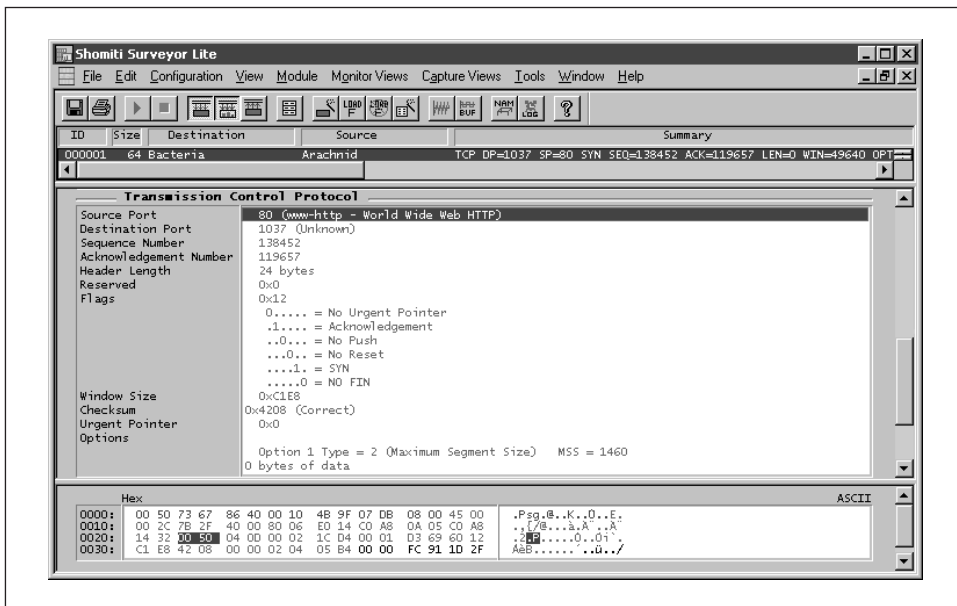 Shomiti Surveyor Lite
File Edit Configuration View Module Monitor Views Capture Views Tools Window Help
LOAD F BUF NAM LOG ?
ID Size Destination Source Summary
000001 64 Bacteria Arachnid TCP DP=1037 SP=80 SYN SEQ=138452 ACK=119657 LEN=0 WIN=49640 OPT
Transmission Control Protocol
Source Port 80 (www-http - World Wide Web HTTP)
Destination Port 1037 (Unknown)
Sequence Number 138452
Acknowledgement Number 119657
Header Length 24 bytes
Reserved 0x0
Flags 0x12
0..... = No Urgent Pointer
.1.... = Acknowledgement
..0... = No Push
...0.. = No Reset
....1. = SYN
.....0 = NO FIN
Window Size 0xC1E8
Checksum 0x4208 (Correct)
Urgent Pointer 0x0
Options
Option 1 Type = 2 (Maximum Segment Size) MSS = 1460
0 bytes of data
Hex ASCII
0000: 00 50 73 67 86 40 00 10 4B 9F 07 DB 08 00 45 00 .Psg.@..K..Û..E.
0010: 00 2C 7B 2F 40 00 80 06 E0 14 C0 A8 0A 05 C0 A8 .,{/@...à.À¨..À¨
0020: 14 32 00 50 04 0D 00 02 1C D4 00 01 D3 69 60 12 .2.P.....Ô..Ói`.
0030: C1 E8 42 08 00 00 02 04 05 B4 00 00 FC 91 1D 2F ÁèB......´..ü../